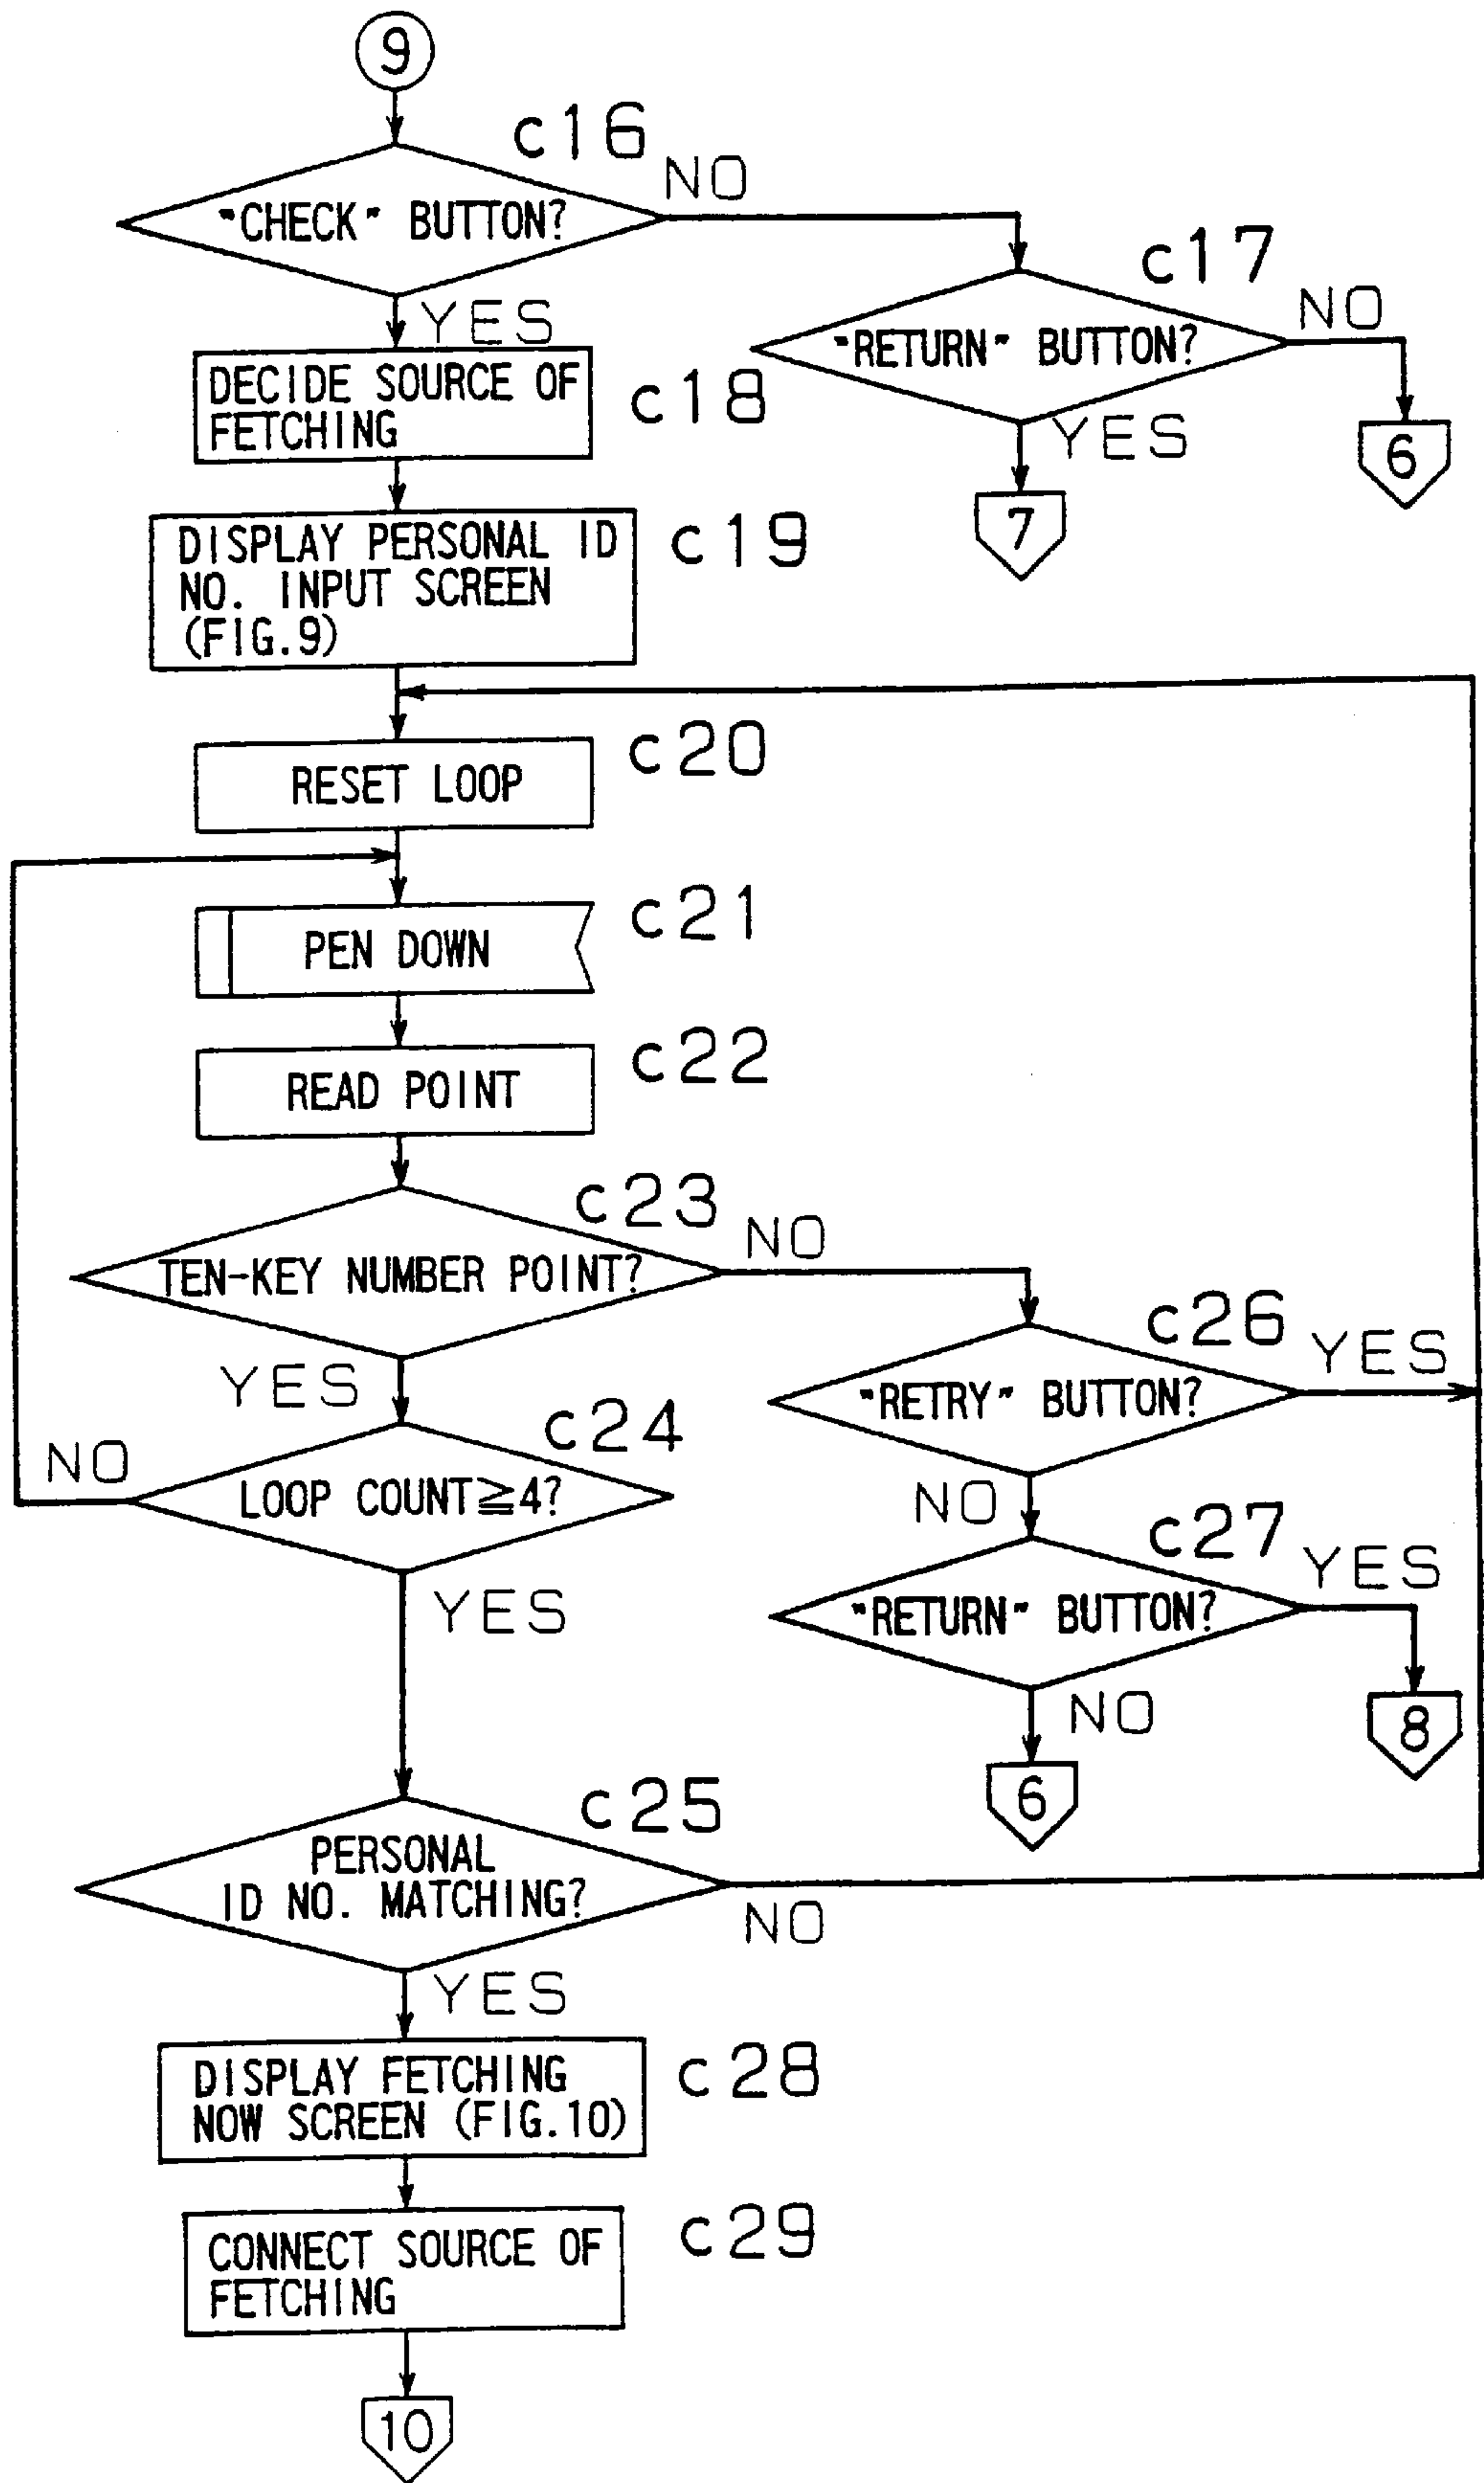 9
c16
NO
"CHECK" BUTTON?
c17
NO
YES
"RETURN" BUTTON?
DECIDE SOURCE OF
FETCHING
c18
YES
6
7
DISPLAY PERSONAL ID
NO. INPUT SCREEN
(FIG.9)
c19
c20
RESET LOOP
c21
PEN DOWN
c22
READ POINT
c23
NO
TEN-KEY NUMBER POINT?
c26
YES
YES
"RETRY" BUTTON?
c24
NO
LOOP COUNT≧4?
NO
c27
YES
YES
"RETURN" BUTTON?
NO
8
6
c25
PERSONAL
ID NO. MATCHING?
NO
YES
DISPLAY FETCHING
NOW SCREEN (FIG.10)
c28
c29
CONNECT SOURCE OF
FETCHING
10